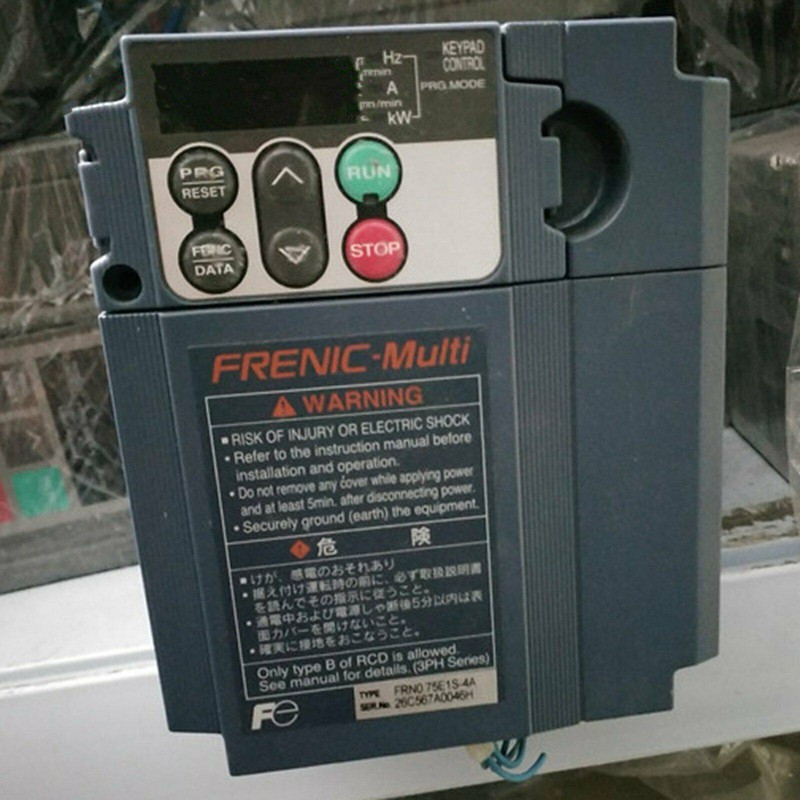 Hz
A
kW
KEYPAD
CONTROL
PRG.MODE
PRG
RESET
RUN
FUNC
DATA
STOP
FRENIC-Multi
WARNING
■RISK OF INJURY OR ELECTRIC SHOCK
• Refer to the instruction manual before
installation and operation.
• Do not remove any cover while applying power
and at least 5min. after disconnecting power.
• Securely ground (earth) the equipment.
危 険
■けが、感電のおそれあり
• 据え付け運転時の前に、必ず取扱説明書
を読んでその指示に従うこと。
• 通電中および電源しゃ断後5分以内は表
面カバーを開けないこと。
• 確実に接地をおこなうこと。
Only type B of RCD is allowed.
See manual for details. (3PH Series)
Fe
TYPE FRN0.75E1S-4A
SER.No. 26C567A0046H